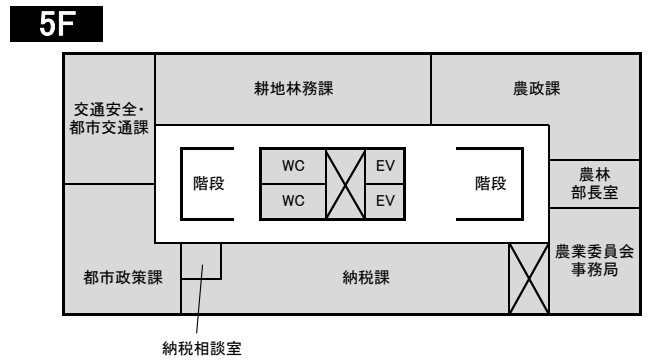 5F
耕地林務課
農政課
交通安全・
都市交通課
WC
EV
階段
階段
WC
EV
農林
部長室
都市政策課
納税課
農業委員会
事務局
納税相談室